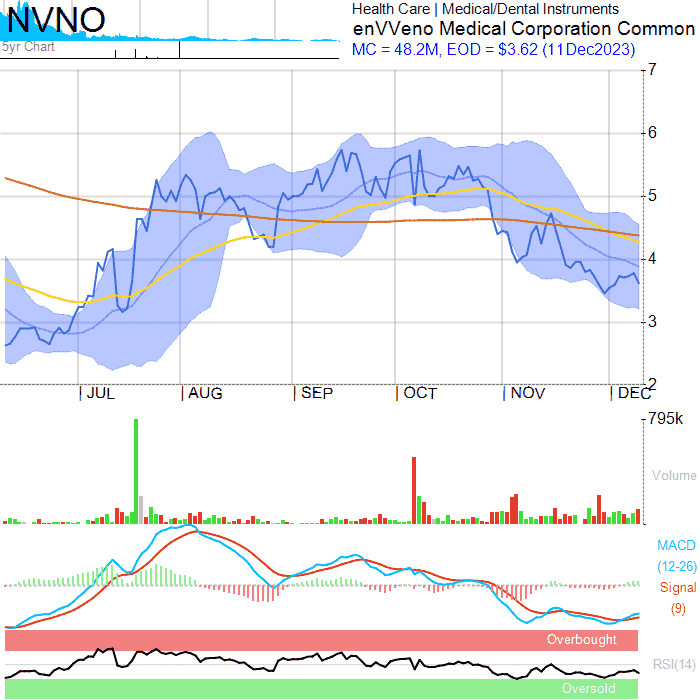 NVNO
5yr Chart
Health Care | Medical/Dental Instruments
enVVeno Medical Corporation Common
MC = 48.2M, EOD = $3.62 (11Dec2023)
7
6
5
4
3
2
JUL
AUG
SEP
OCT
NOV
DEC
795k
Volume
MACD
(12-26)
Signal
(9)
Overbought
RSI(14)
Oversold